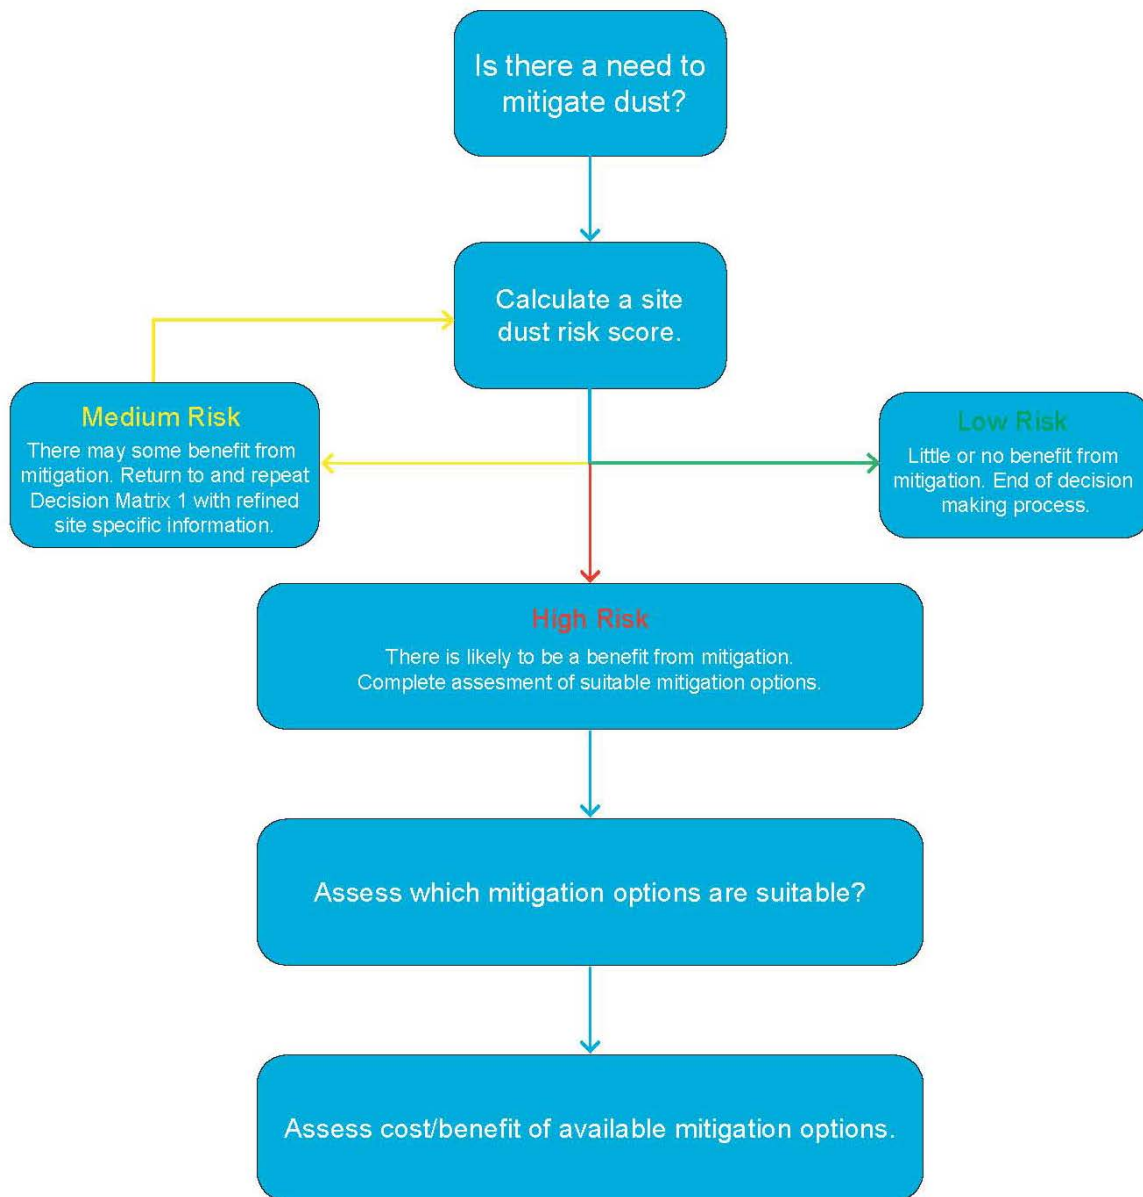 Is there a need to
mitigate dust?
Calculate a site
dust risk score.
Medium Risk
There may some benefit from
mitigation. Return to and repeat
Decision Matrix 1 with refined
site specific information.
Low Risk
Little or no benefit from
mitigation. End of decision
making process.
High Risk
There is likely to be a benefit from mitigation.
Complete assesment of suitable mitigation options.
Assess which mitigation options are suitable?
Assess cost/benefit of available mitigation options.